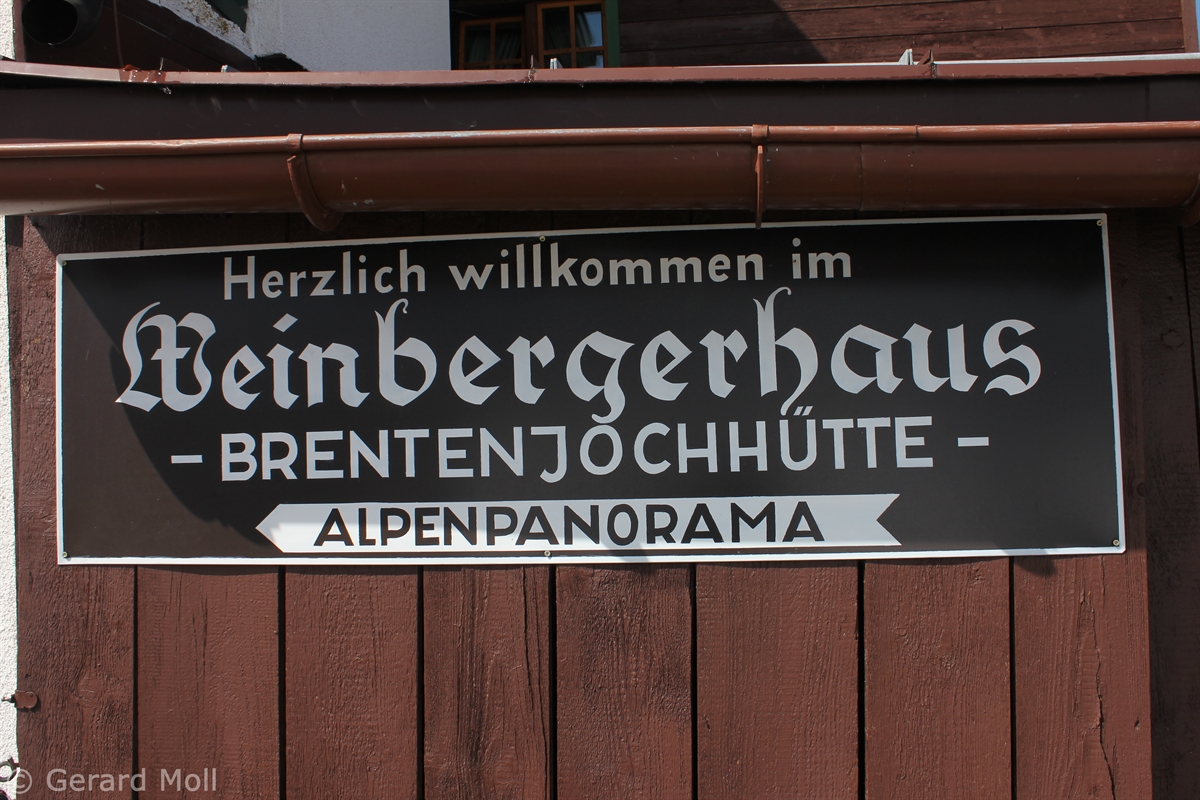 Herzlich willkommen im
Weinbergerhaus
- BRENTENJOCHHÜTTE -
ALPENPANORAMA
© Gerard Moll